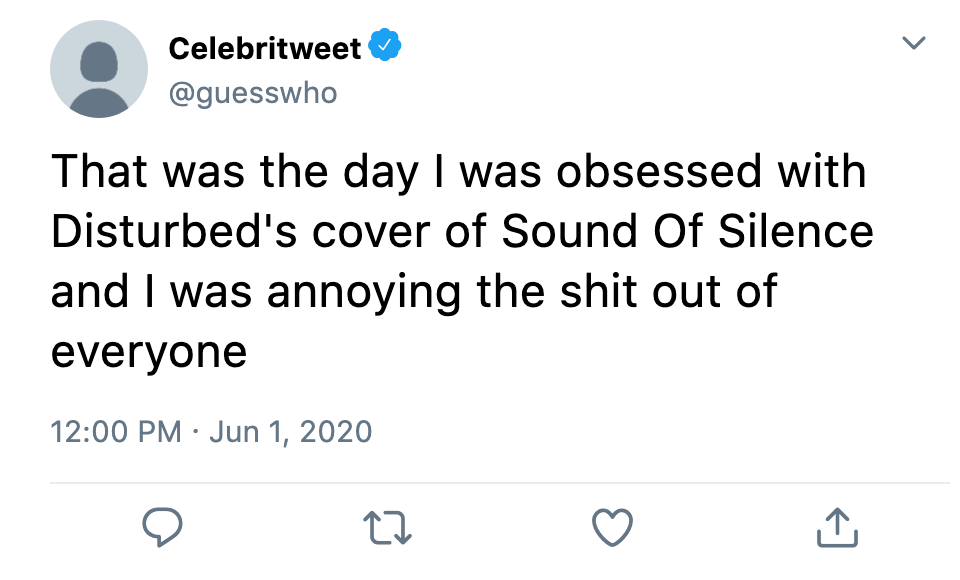 Celebritweet
@guesswho
That was the day I was obsessed with
Disturbed's cover of Sound Of Silence
and I was annoying the shit out of
everyone
12:00 PM · Jun 1, 2020